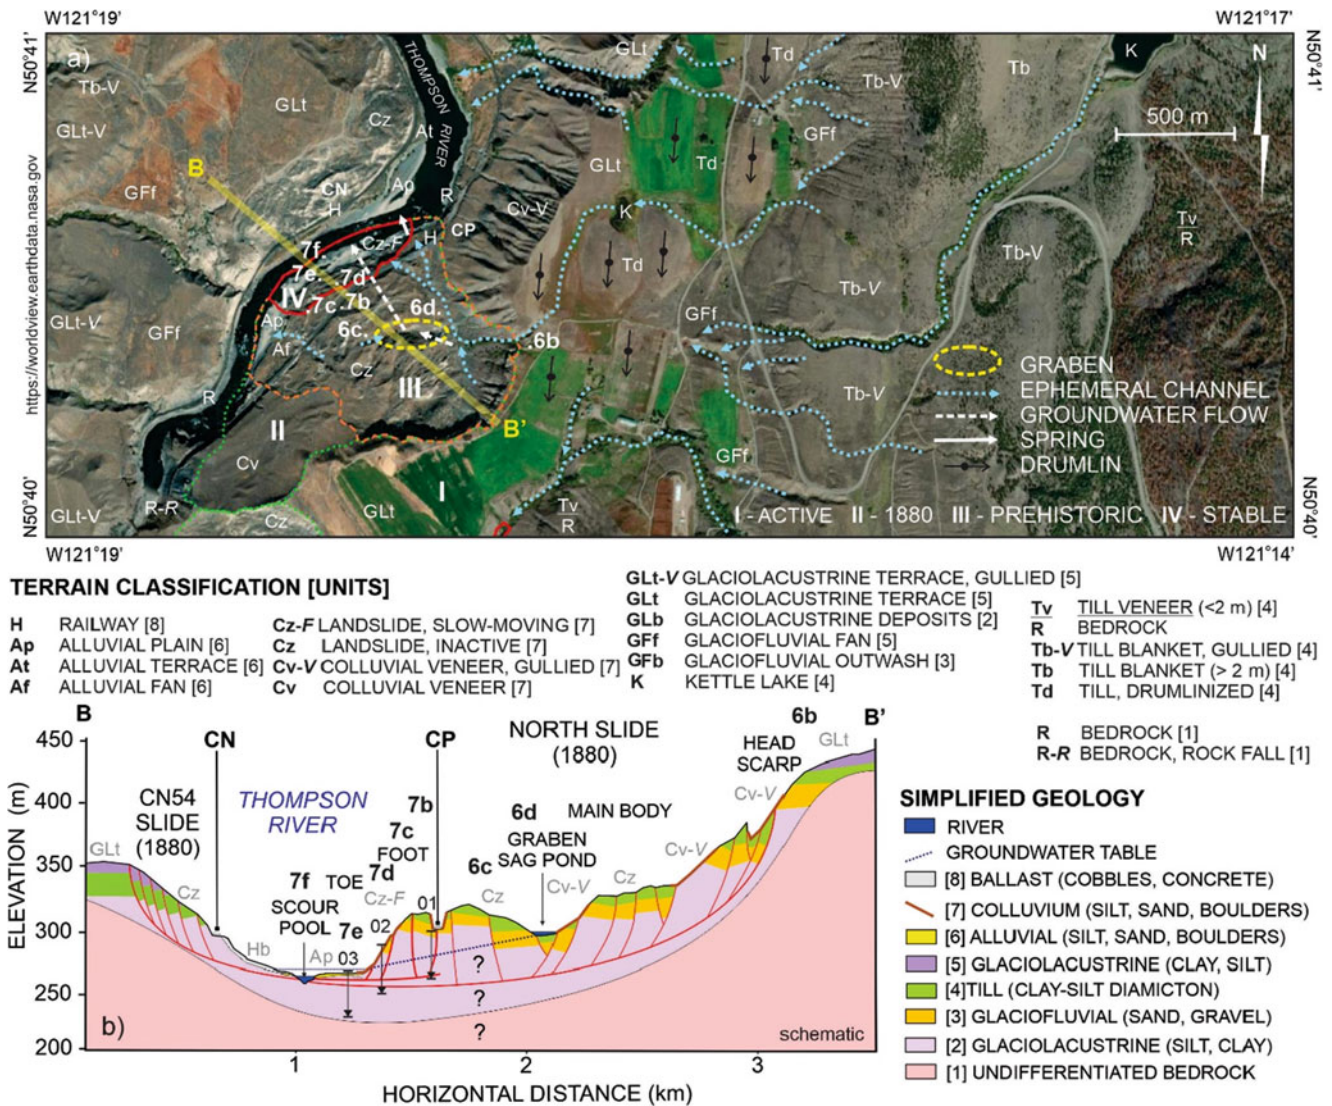 W121°19' W121°17'
N50°41'
N50°41'
a)
https://worldview.earthdata.nasa.gov
Tb-V
GLt-V
GLt
GFf
Cz
At
THOMPSON RIVER
GLt
Td
Tb-V
Tb
K
N
500 m
B
CN
H
Ap
R
Cv-V
GLt
Td
GFf
K
Td
Tv
R
Tb-V
CP
H
Cz-F
7f.
7e.
7d
IV
.7c
.7b
6d.
6c.
.6b
Ap
Af
Cz
III
GLt-V
GFf
R
II
Cv
B'
GFf
Tb-V
Tb-V
GFf
GRABEN
EPHEMERAL CHANNEL
GROUNDWATER FLOW
SPRING
DRUMLIN
GLt-V
R-R
Cz
GLt
I
Tv
R
I - ACTIVE II - 1880 III - PREHISTORIC IV - STABLE
N50°40'
N50°40'
W121°19' W121°14'
TERRAIN CLASSIFICATION [UNITS]
H RAILWAY [8]
Ap ALLUVIAL PLAIN [6]
At ALLUVIAL TERRACE [6]
Af ALLUVIAL FAN [6]
Cz-F LANDSLIDE, SLOW-MOVING [7]
Cz LANDSLIDE, INACTIVE [7]
Cv-V COLLUVIAL VENEER, GULLIED [7]
Cv COLLUVIAL VENEER [7]
GLt-V GLACIOLACUSTRINE TERRACE, GULLIED [5]
GLt GLACIOLACUSTRINE TERRACE [5]
GLb GLACIOLACUSTRINE DEPOSITS [2]
GFf GLACIOFLUVIAL FAN [5]
GFb GLACIOFLUVIAL OUTWASH [3]
K KETTLE LAKE [4]
Tv TILL VENEER (<2 m) [4]
R BEDROCK
Tb-V TILL BLANKET, GULLIED [4]
Tb TILL BLANKET (> 2 m) [4]
Td TILL, DRUMLINIZED [4]
R BEDROCK [1]
R-R BEDROCK, ROCK FALL [1]
B
B'
450
400
350
300
250
200
ELEVATION (m)
CN
CP
NORTH SLIDE
(1880)
6b
HEAD
SCARP
GLt
Cv-V
CN54
SLIDE
(1880)
THOMPSON
RIVER
7b
7c
FOOT
7d
Cz-F
6d
GRABEN
SAG POND
MAIN BODY
6c
Cz
Cv-V
Cz
Cv-V
GLt
Cz
7f
TOE
SCOUR
POOL
7e
Hb
Ap
03
02
01
?
?
?
b)
schematic
1
2
3
HORIZONTAL DISTANCE (km)
SIMPLIFIED GEOLOGY
RIVER
GROUNDWATER TABLE
[8] BALLAST (COBBLES, CONCRETE)
[7] COLLUVIUM (SILT, SAND, BOULDERS)
[6] ALLUVIAL (SILT, SAND, BOULDERS)
[5] GLACIOLACUSTRINE (CLAY, SILT)
[4]TILL (CLAY-SILT DIAMICTON)
[3] GLACIOFLUVIAL (SAND, GRAVEL)
[2] GLACIOLACUSTRINE (SILT, CLAY)
[1] UNDIFFERENTIATED BEDROCK